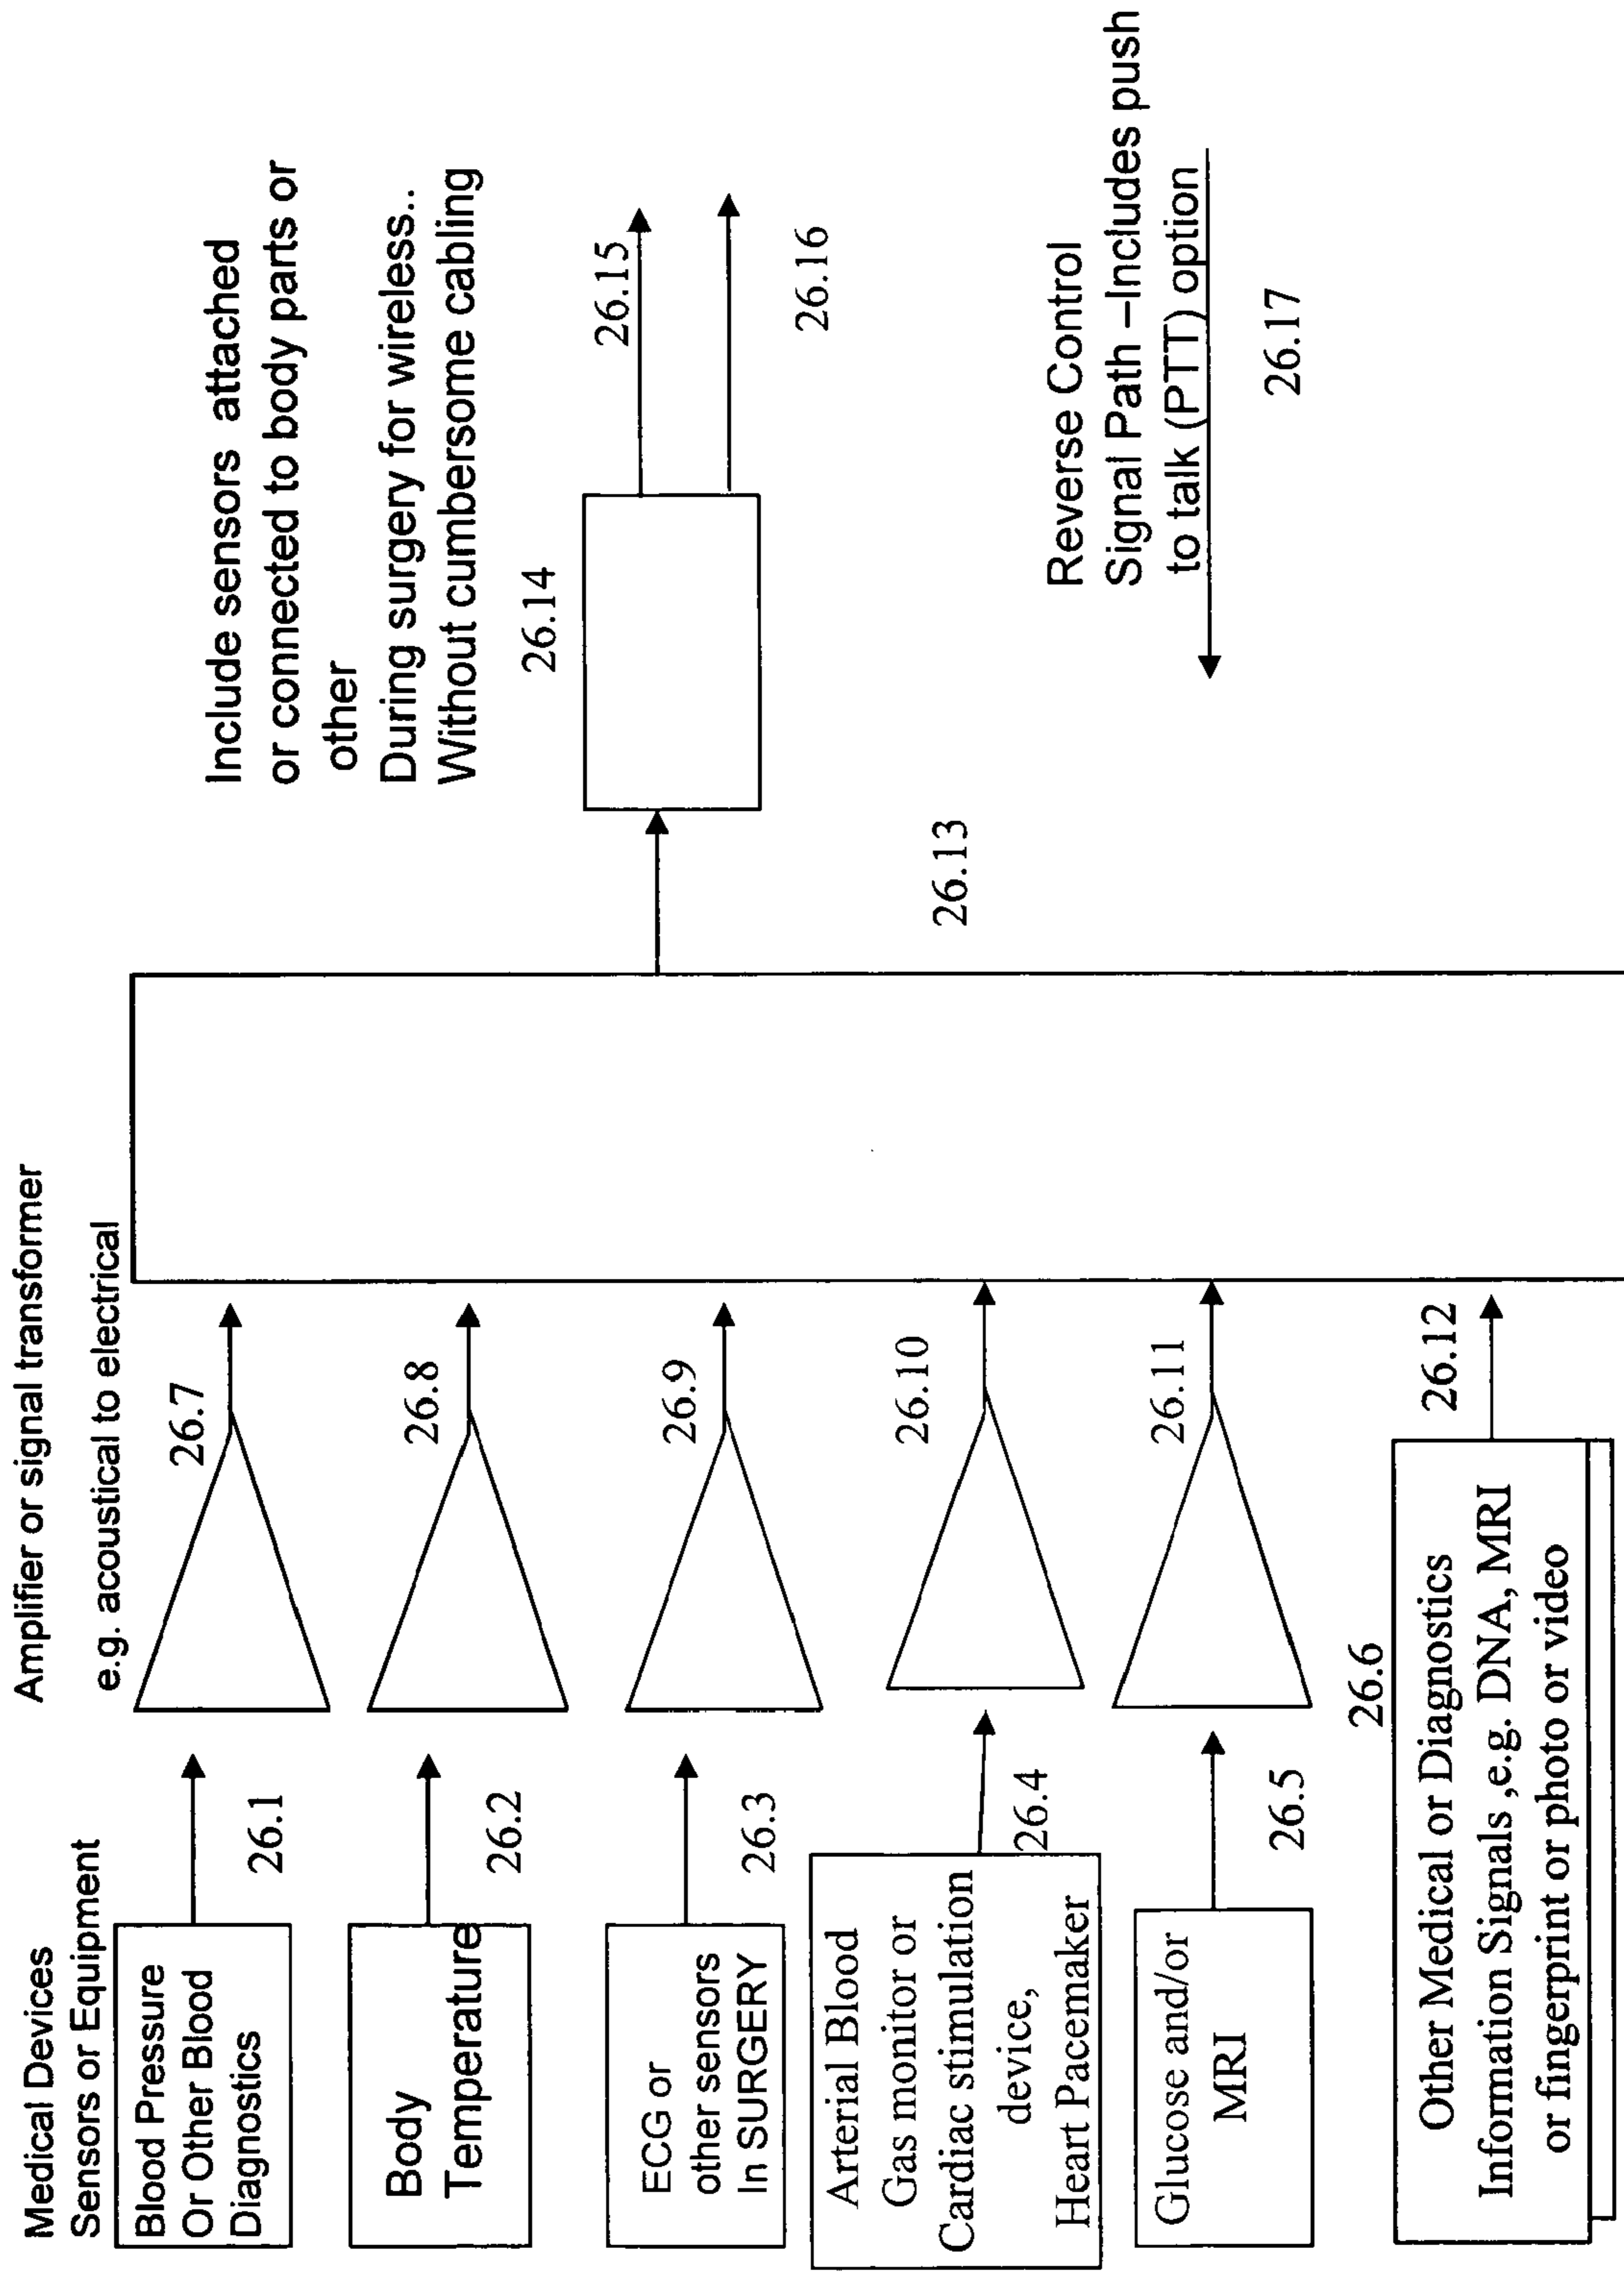 Medical Devices
Sensors or Equipment
Amplifier or signal transformer
e.g. acoustical to electrical
Blood Pressure
Or Other Blood
Diagnostics
26.1
26.7
Body
Temperature
26.2
26.8
ECG or
other sensors
In SURGERY
26.3
26.9
Arterial Blood
Gas monitor or
Cardiac stimulation
device,
Heart Pacemaker
26.4
26.10
Glucose and/or
MRI
26.5
26.11
26.6
Other Medical or Diagnostics
Information Signals ,e.g. DNA, MRI
or fingerprint or photo or video
26.12
26.13
Include sensors attached
or connected to body parts or
other
During surgery for wireless..
Without cumbersome cabling
26.14
26.15
26.16
Reverse Control
Signal Path –Includes push
to talk (PTT) option
26.17